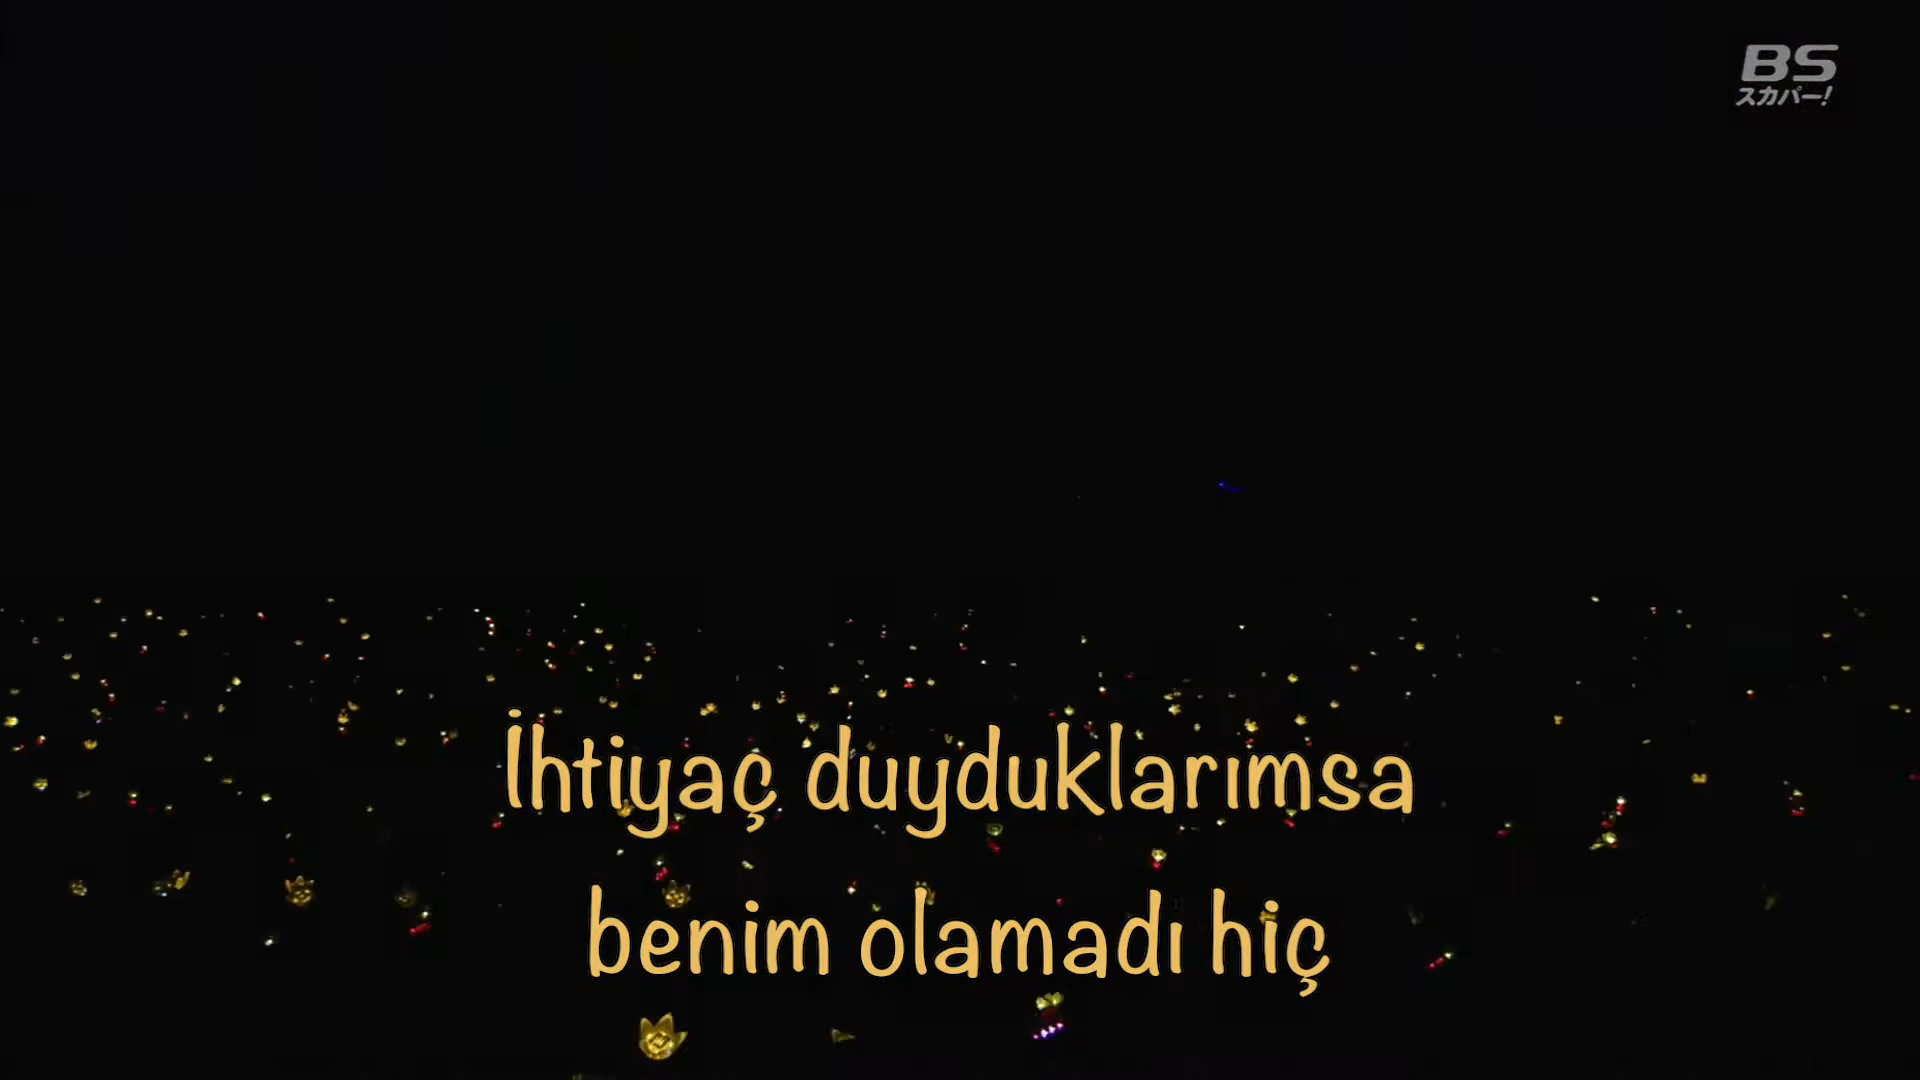 BS
スカパー!
İhtiyaç duyduklarımsa
benim olamadı hiç